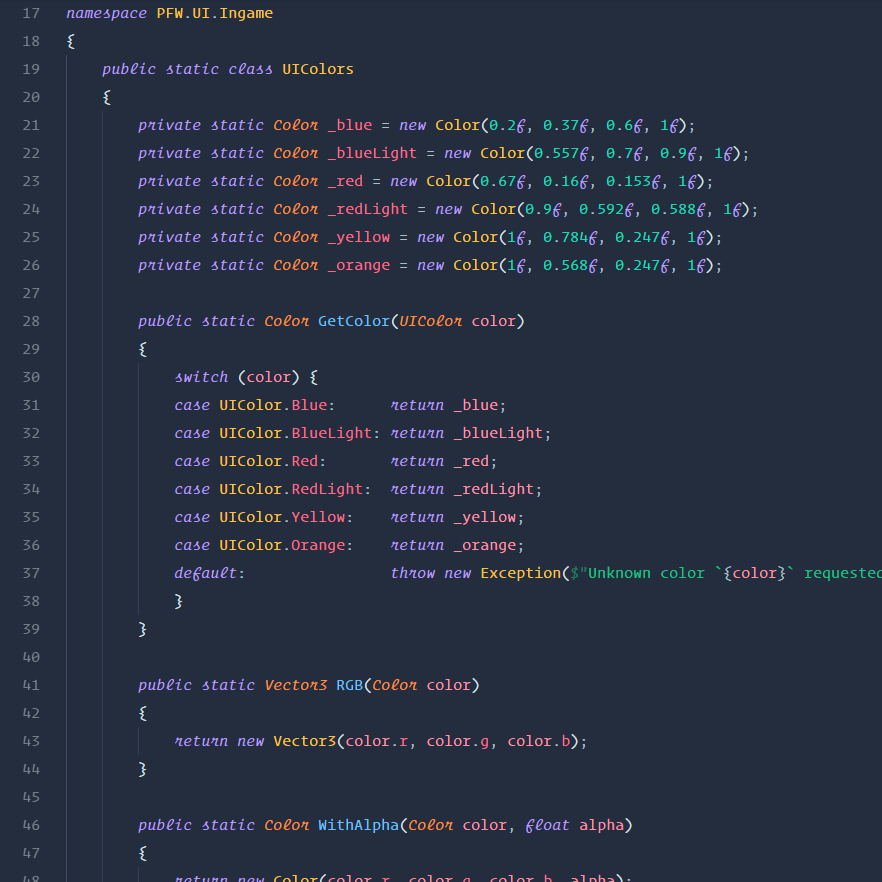 17 namespace PFW.UI.Ingame
18 {
19 public static class UIColors
20 {
21 private static Color _blue = new Color(0.2f, 0.37f, 0.6f, 1f);
22 private static Color _blueLight = new Color(0.557f, 0.7f, 0.9f, 1f);
23 private static Color _red = new Color(0.67f, 0.16f, 0.153f, 1f);
24 private static Color _redLight = new Color(0.9f, 0.592f, 0.588f, 1f);
25 private static Color _yellow = new Color(1f, 0.784f, 0.247f, 1f);
26 private static Color _orange = new Color(1f, 0.568f, 0.247f, 1f);
27
28 public static Color GetColor(UIColor color)
29 {
30 switch (color) {
31 case UIColor.Blue: return _blue;
32 case UIColor.BlueLight: return _blueLight;
33 case UIColor.Red: return _red;
34 case UIColor.RedLight: return _redLight;
35 case UIColor.Yellow: return _yellow;
36 case UIColor.Orange: return _orange;
37 default: throw new Exception($"Unknown color `{color}` requested
38 }
39 }
40
41 public static Vector3 RGB(Color color)
42 {
43 return new Vector3(color.r, color.g, color.b);
44 }
45
46 public static Color WithAlpha(Color color, float alpha)
47 {
48 return new Color(color.r, color.g, color.b, alpha);